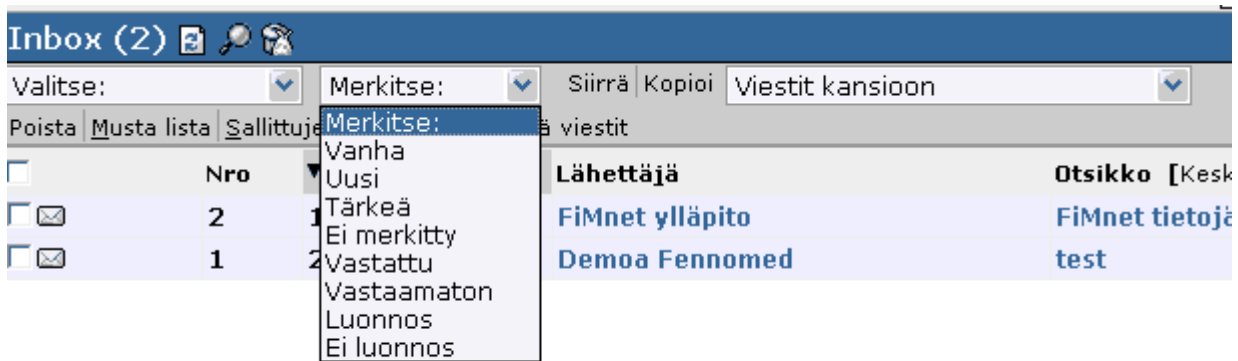 Inbox (2)
Valitse: Merkitse: Siirrä Kopioi Viestit kansioon
Poista Musta lista viestit
Merkitse:
Vanha
Uusi
Tärkeä
Ei merkitty
Vastattu
Vastaamaton
Luonnos
Ei luonnos
Nro Lähettäjä Otsikko
2 FiMnet ylläpito FiMnet
1 Demoa Fennomed test